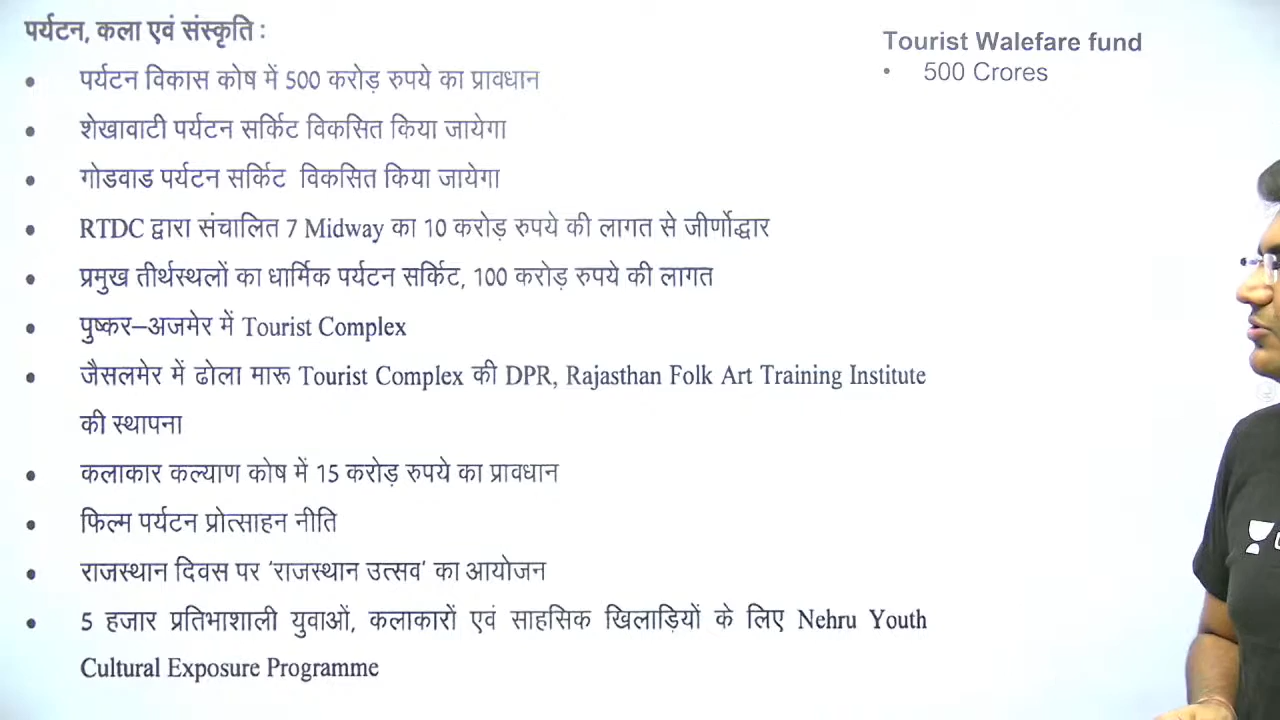 पर्यटन, कला एवं संस्कृति :
• पर्यटन विकास कोष में 500 करोड़ रुपये का प्रावधान
• शेखावाटी पर्यटन सर्किट विकसित किया जायेगा
• गोडवाड पर्यटन सर्किट विकसित किया जायेगा
• RTDC द्वारा संचालित 7 Midway का 10 करोड़ रुपये की लागत से जीर्णोद्धार
• प्रमुख तीर्थस्थलों का धार्मिक पर्यटन सर्किट, 100 करोड़ रुपये की लागत
• पुष्कर–अजमेर में Tourist Complex
• जैसलमेर में ढोला मारू Tourist Complex की DPR, Rajasthan Folk Art Training Institute
की स्थापना
• कलाकार कल्याण कोष में 15 करोड़ रुपये का प्रावधान
• फिल्म पर्यटन प्रोत्साहन नीति
• राजस्थान दिवस पर ‘राजस्थान उत्सव’ का आयोजन
• 5 हजार प्रतिभाशाली युवाओं, कलाकारों एवं साहसिक खिलाड़ियों के लिए Nehru Youth
Cultural Exposure Programme
Tourist Walefare fund
• 500 Crores